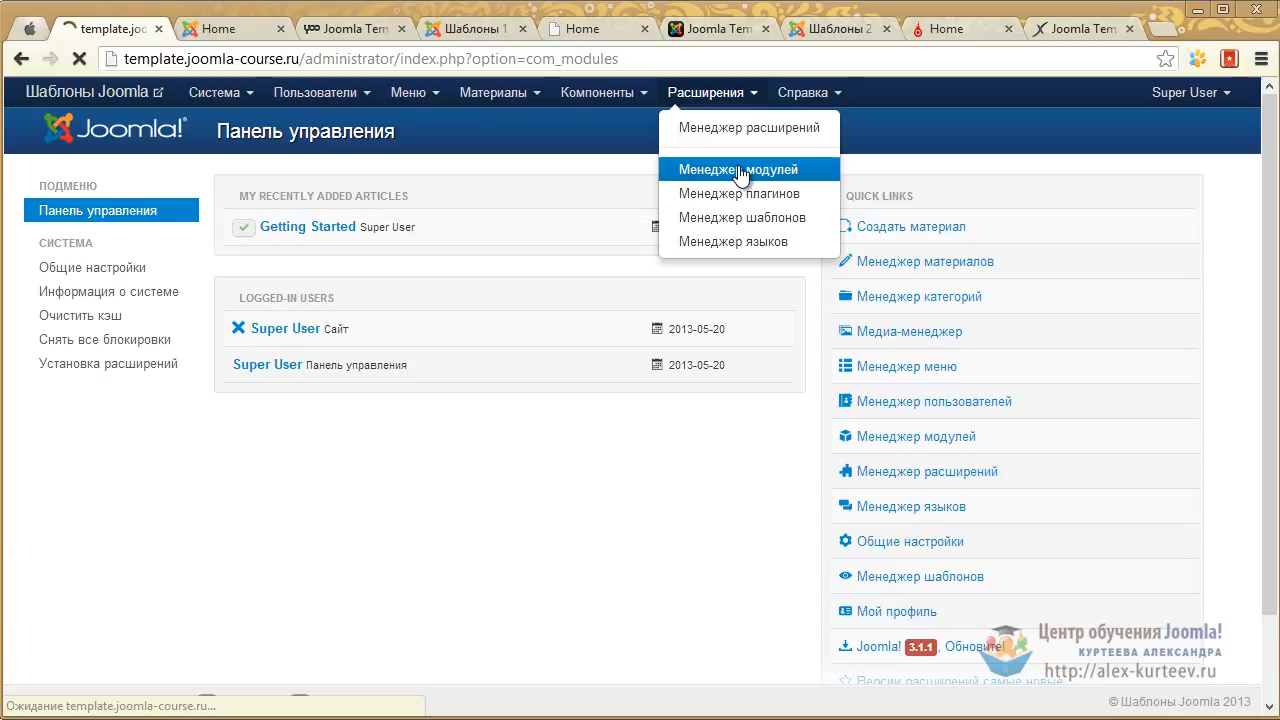 template.joo
Home
Joomla Tem
Шаблоны 1
Home
Joomla Tem
Шаблоны 2
Home
Joomla Tem
template.joomla-course.ru/administrator/index.php?option=com_modules
Шаблоны Joomla
Система
Пользователи
Меню
Материалы
Компоненты
Расширения
Справка
Super User
Joomla!
Панель управления
Менеджер расширений
Менеджер модулей
Менеджер плагинов
Менеджер шаблонов
Менеджер языков
ПОДМЕНЮ
Панель управления
СИСТЕМА
Общие настройки
Информация о системе
Очистить кэш
Снять все блокировки
Установка расширений
MY RECENTLY ADDED ARTICLES
Getting Started Super User
LOGGED-IN USERS
Super User Сайт 2013-05-20
Super User Панель управления 2013-05-20
QUICK LINKS
Создать материал
Менеджер материалов
Менеджер категорий
Медиа-менеджер
Менеджер меню
Менеджер пользователей
Менеджер модулей
Менеджер расширений
Менеджер языков
Общие настройки
Менеджер шаблонов
Мой профиль
Joomla! 3.1.1, Обновите!
Версии расширений самые новые
Центр обучения Joomla!
КУРТЕЕВА АЛЕКСАНДРА
http://alex-kurteev.ru
Ожидание template.joomla-course.ru...
© Шаблоны Joomla 2013